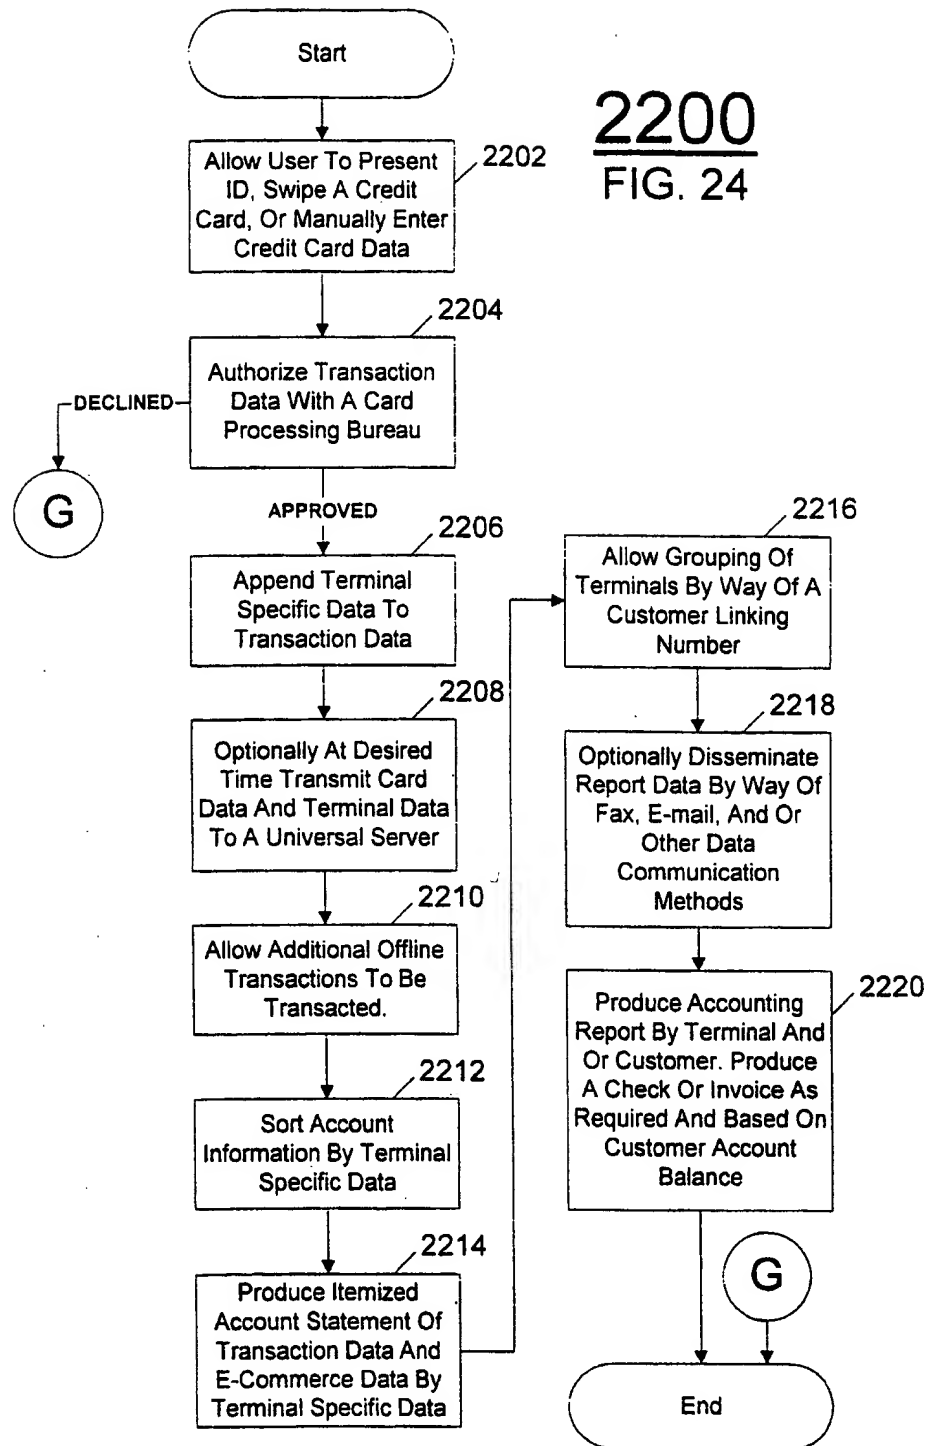 Start
2200
FIG. 24
2202
Allow User To Present
ID, Swipe A Credit
Card, Or Manually Enter
Credit Card Data
2204
Authorize Transaction
Data With A Card
Processing Bureau
DECLINED
G
APPROVED
2206
Append Terminal
Specific Data To
Transaction Data
2208
Optionally At Desired
Time Transmit Card
Data And Terminal Data
To A Universal Server
2210
Allow Additional Offline
Transactions To Be
Transacted.
2212
Sort Account
Information By Terminal
Specific Data
2214
Produce Itemized
Account Statement Of
Transaction Data And
E-Commerce Data By
Terminal Specific Data
2216
Allow Grouping Of
Terminals By Way Of A
Customer Linking
Number
2218
Optionally Disseminate
Report Data By Way Of
Fax, E-mail, And Or
Other Data
Communication
Methods
2220
Produce Accounting
Report By Terminal And
Or Customer. Produce
A Check Or Invoice As
Required And Based On
Customer Account
Balance
G
End